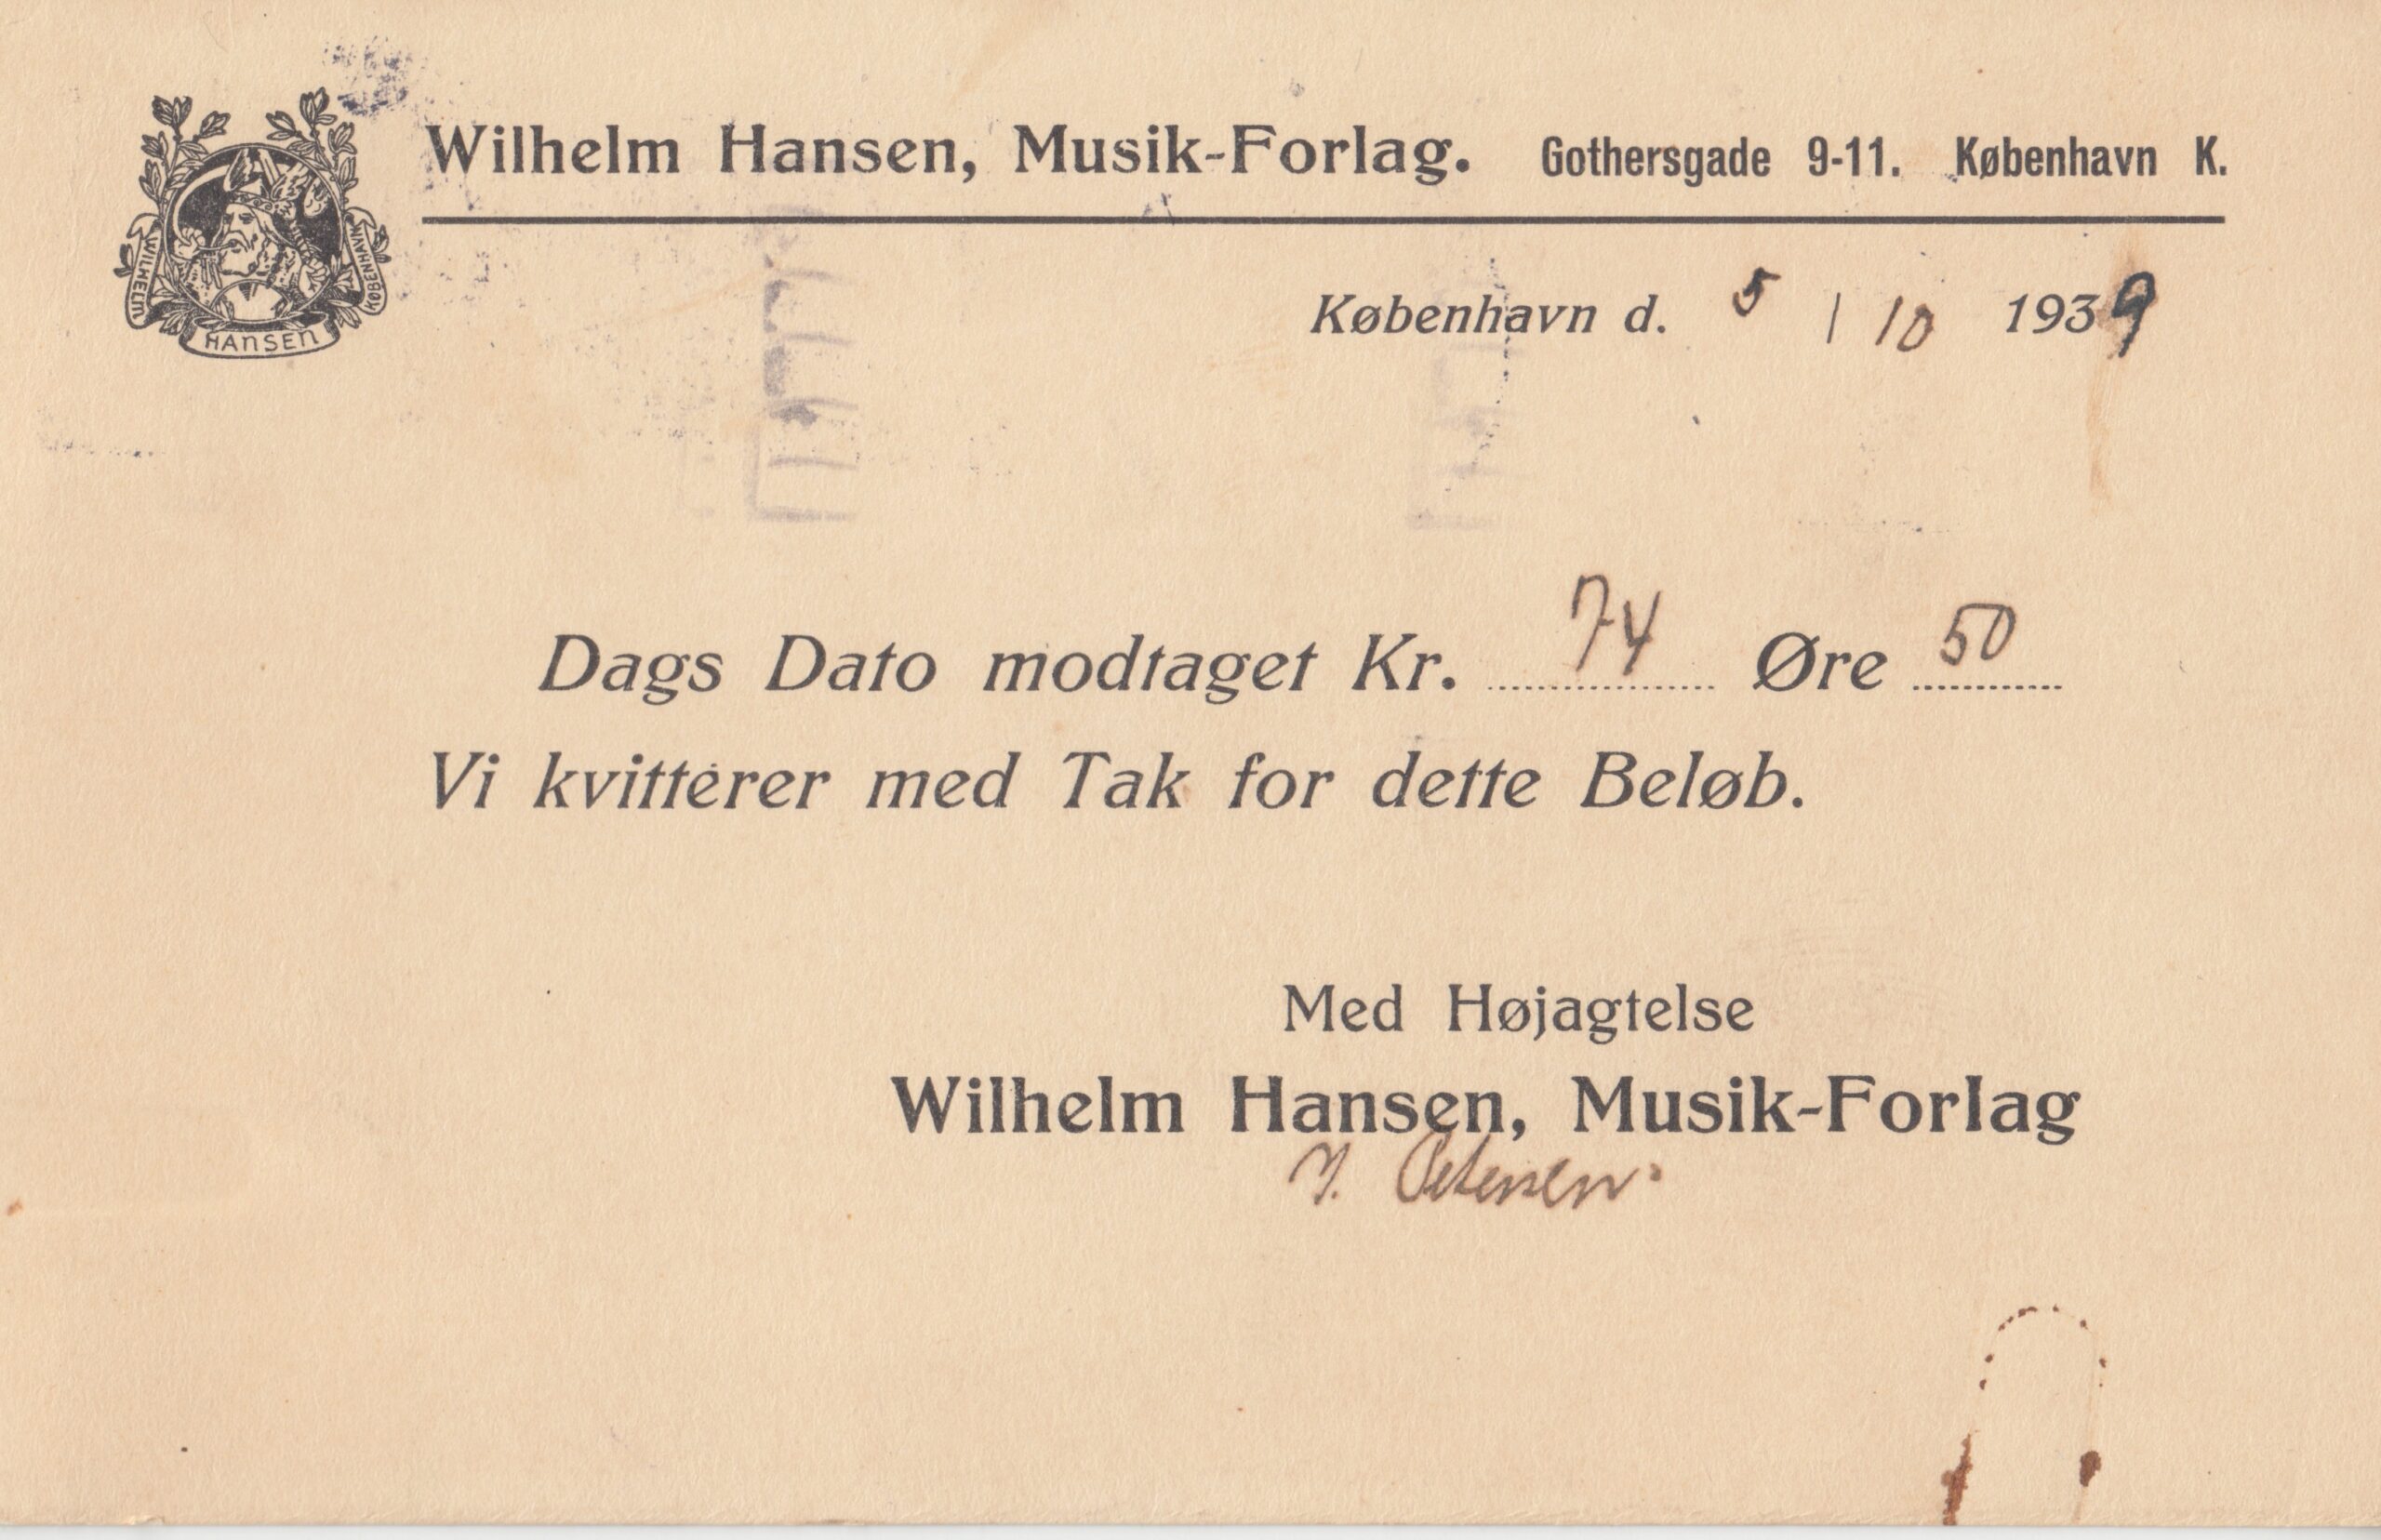 WILHELM
HANSEN
KØBENHAVN
Wilhelm Hansen, Musik-Forlag. Gothersgade 9-11. København K.
København d. 5 / 10 1939
Dags Dato modtaget Kr. 74 Øre 50
Vi kvitterer med Tak for dette Beløb.
Med Højagtelse
Wilhelm Hansen, Musik-Forlag
Petersen.